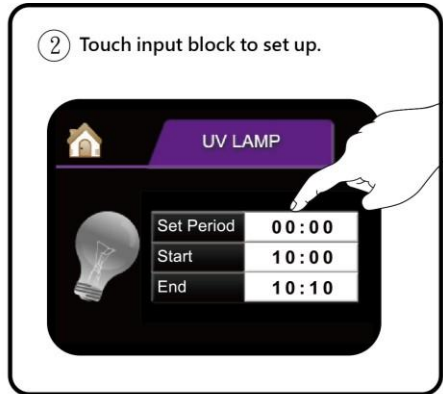 ② Touch input block to set up.
UV LAMP
Set Period 00:00
Start 10:00
End 10:10